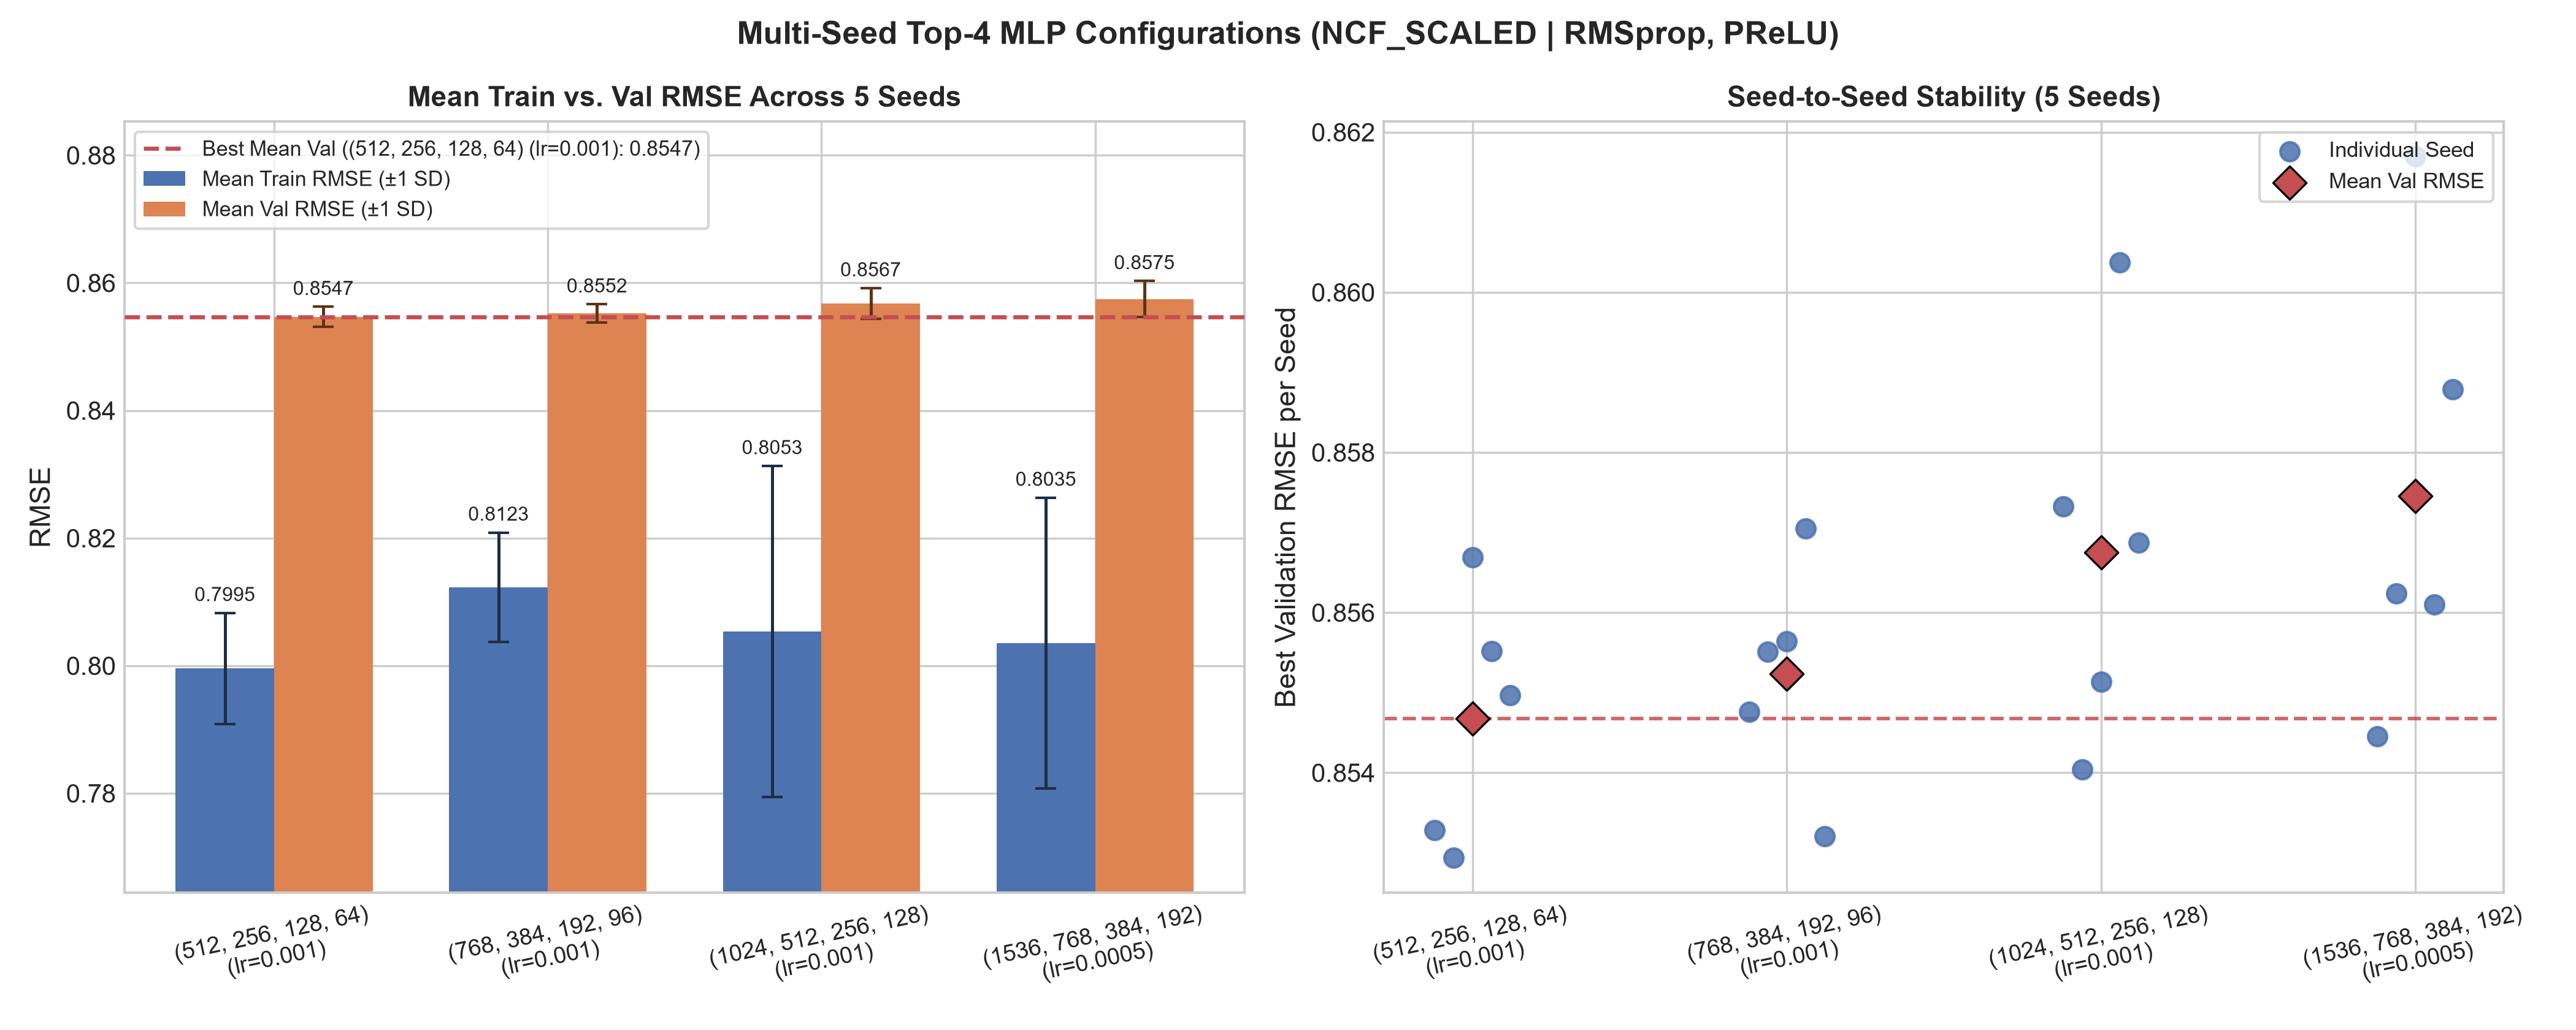 Multi-Seed Top-4 MLP Configurations (NCF_SCALED | RMSprop, PReLU)
Mean Train vs. Val RMSE Across 5 Seeds
Best Mean Val ((512, 256, 128, 64) (lr=0.001): 0.8547)
Mean Train RMSE (±1 SD)
Mean Val RMSE (±1 SD)
RMSE
0.88
0.86
0.84
0.82
0.80
0.78
0.7995
0.8547
0.8123
0.8552
0.8053
0.8567
0.8035
0.8575
(512, 256, 128, 64)
(lr=0.001)
(768, 384, 192, 96)
(lr=0.001)
(1024, 512, 256, 128)
(lr=0.001)
(1536, 768, 384, 192)
(lr=0.0005)
Seed-to-Seed Stability (5 Seeds)
Individual Seed
Mean Val RMSE
Best Validation RMSE per Seed
0.862
0.860
0.858
0.856
0.854
(512, 256, 128, 64)
(lr=0.001)
(768, 384, 192, 96)
(lr=0.001)
(1024, 512, 256, 128)
(lr=0.001)
(1536, 768, 384, 192)
(lr=0.0005)